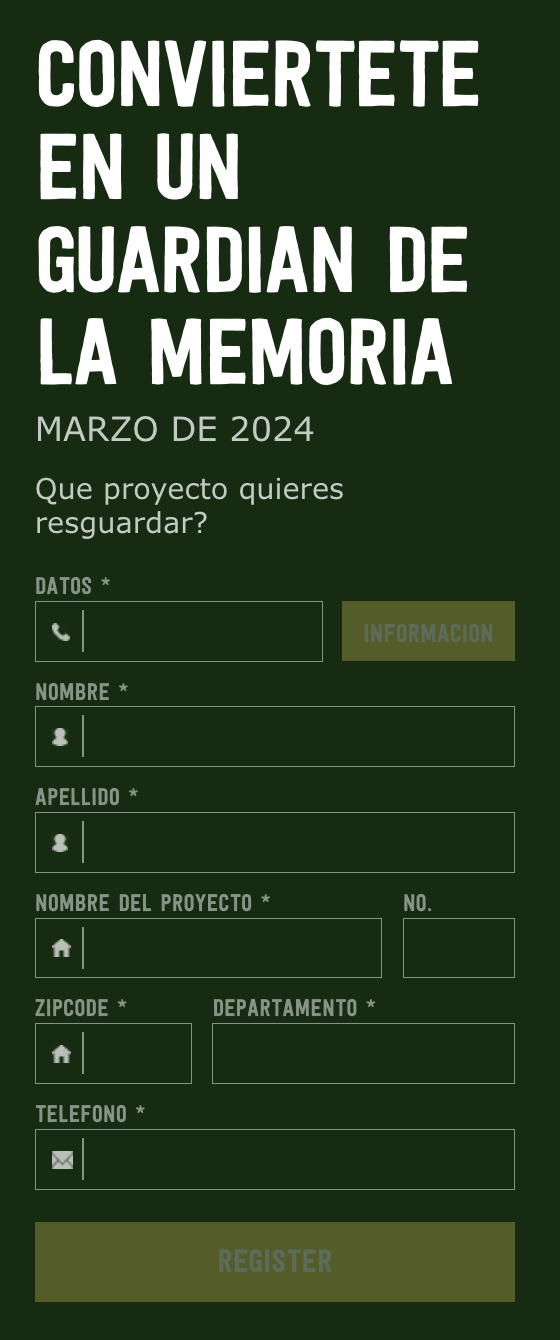 CONVIERTETE
EN UN
GUARDIAN DE
LA MEMORIA
MARZO DE 2024
Que proyecto quieres
resguardar?
DATOS *
INFORMACION
NOMBRE *
APELLIDO *
NOMBRE DEL PROYECTO * NO.
ZIPCODE * DEPARTAMENTO *
TELEFONO *
REGISTER